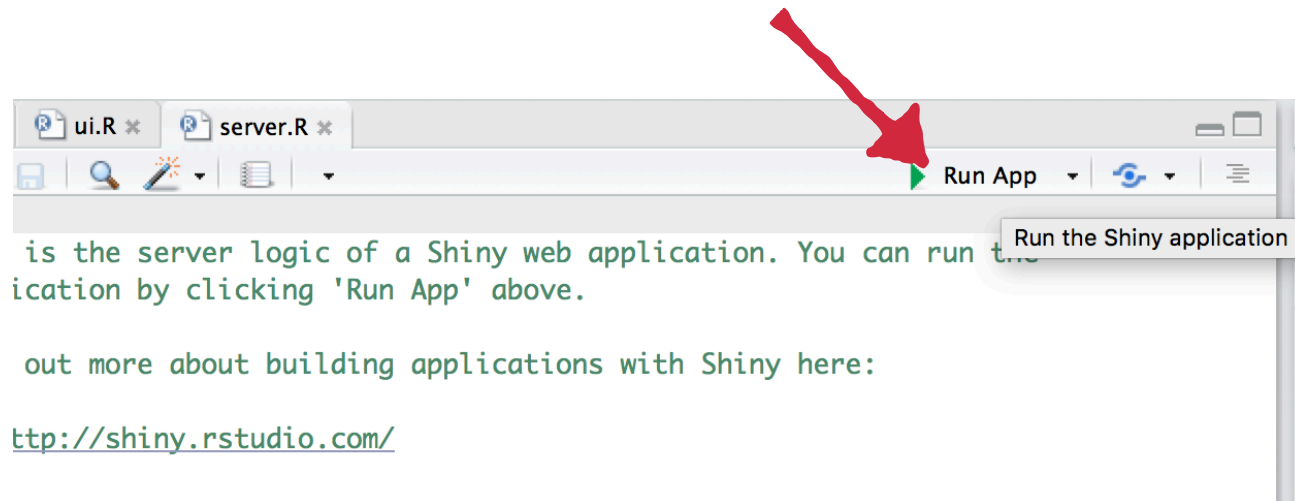 ui.R
server.R
Run App
Run the Shiny application
is the server logic of a Shiny web application. You can run the
ication by clicking 'Run App' above.
out more about building applications with Shiny here:
ttp://shiny.rstudio.com/